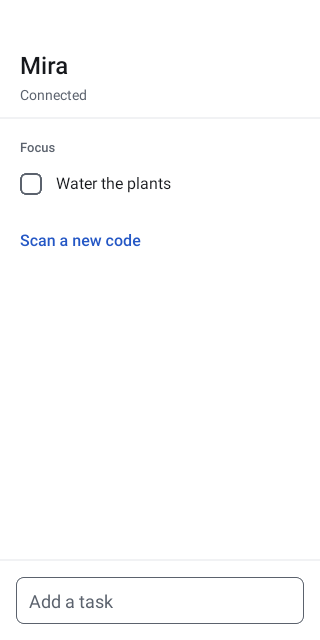 Mira
Connected
Focus
Water the plants
Scan a new code
Add a task